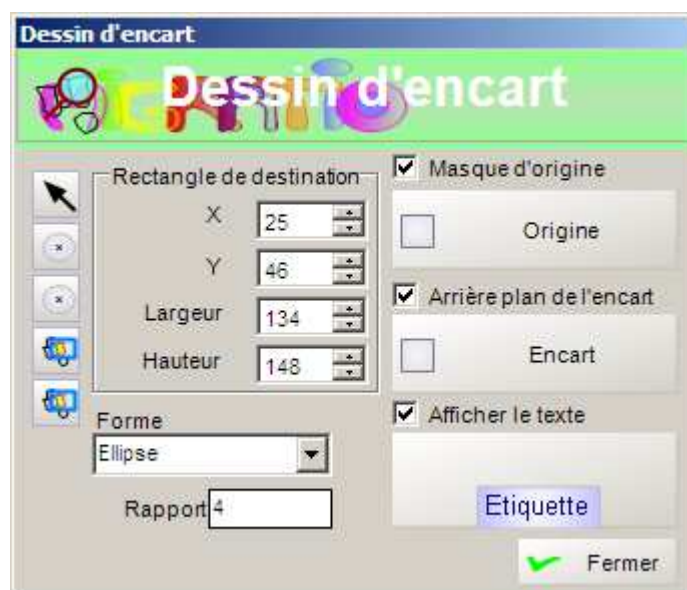 Dessin d'encart
Dessin d'encart
Rectangle de destination
X 25
Y 46
Largeur 134
Hauteur 148
Forme
Ellipse
Rapport 4
Masque d'origine
Origine
Arrière plan de l'encart
Encart
Afficher le texte
Etiquette
Fermer